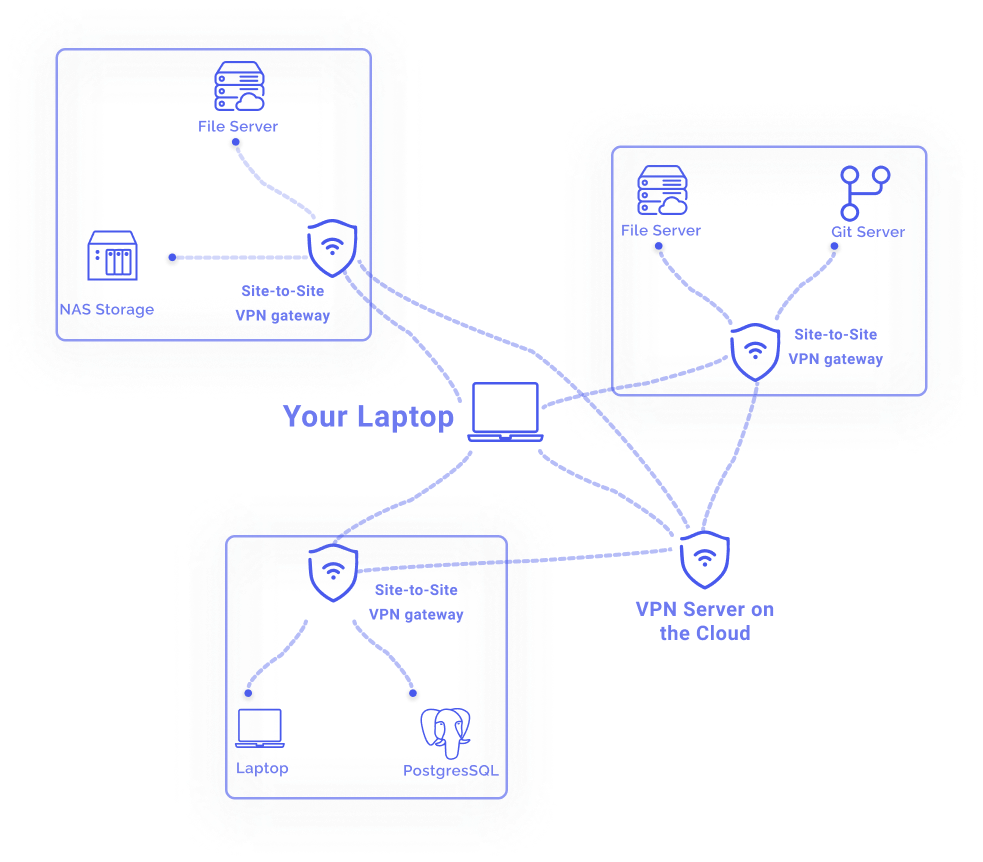 File Server
NAS Storage
Site-to-Site
VPN gateway
File Server
Git Server
Site-to-Site
VPN gateway
Your Laptop
Site-to-Site
VPN gateway
Laptop
PostgresSQL
VPN Server on
the Cloud